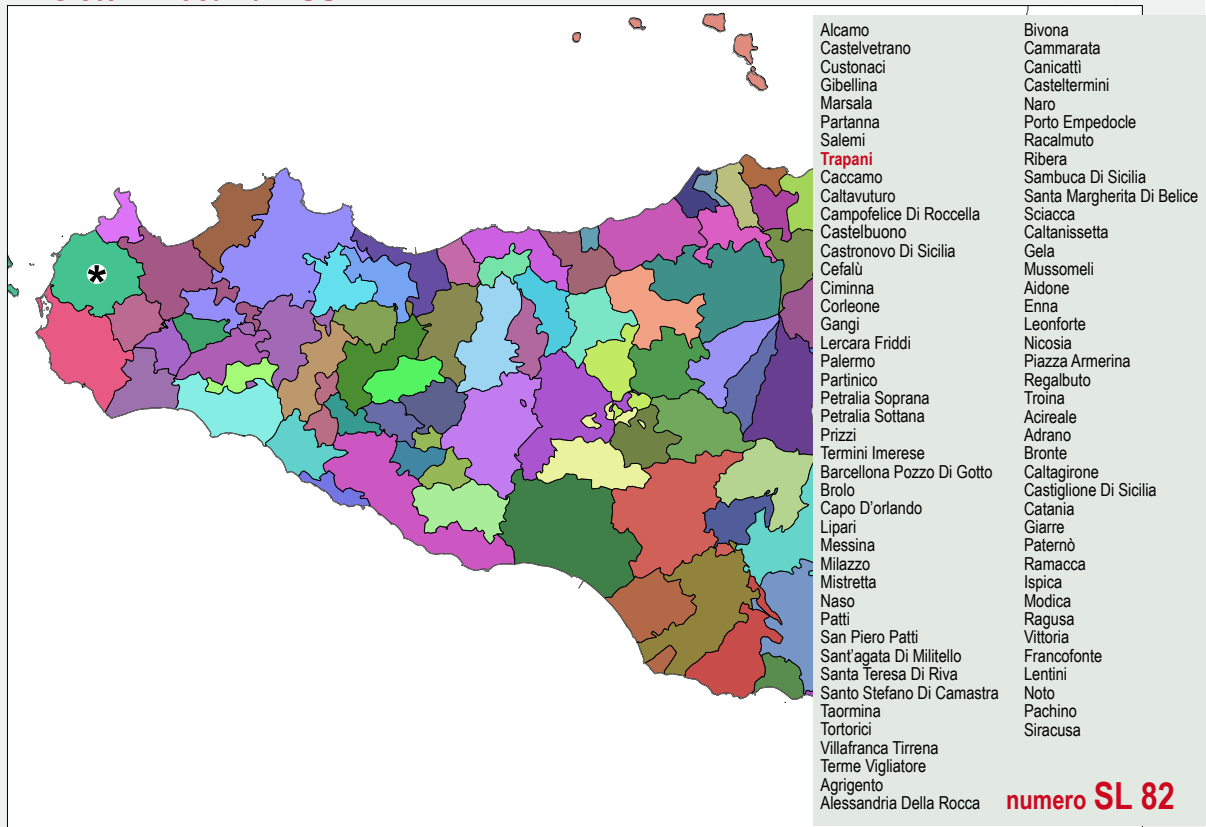 Alcamo
Castelvetrano
Custonaci
Gibellina
Marsala
Partanna
Salemi
Trapani
Caccamo
Caltavuturo
Campofelice Di Roccella
Castelbuono
Castronovo Di Sicilia
Cefalù
Ciminna
Corleone
Gangi
Lercara Friddi
Palermo
Partinico
Petralia Soprana
Petralia Sottana
Prizzi
Termini Imerese
Barcellona Pozzo Di Gotto
Brolo
Capo D'orlando
Lipari
Messina
Milazzo
Mistretta
Naso
Patti
San Piero Patti
Sant'agata Di Militello
Santa Teresa Di Riva
Santo Stefano Di Camastra
Taormina
Tortorici
Villafranca Tirrena
Terme Vigliatore
Agrigento
Alessandria Della Rocca
Bivona
Cammarata
Canicattì
Casteltermini
Naro
Porto Empedocle
Racalmuto
Ribera
Sambuca Di Sicilia
Santa Margherita Di Belice
Sciacca
Caltanissetta
Gela
Mussomeli
Aidone
Enna
Leonforte
Nicosia
Piazza Armerina
Regalbuto
Troina
Acireale
Adrano
Bronte
Caltagirone
Castiglione Di Sicilia
Catania
Giarre
Paternò
Ramacca
Ispica
Modica
Ragusa
Vittoria
Francofonte
Lentini
Noto
Pachino
Siracusa
numero SL 82